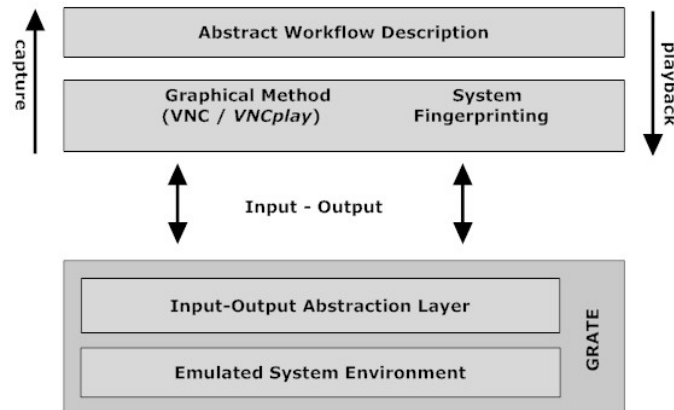 Abstract Workflow Description
capture
playback
Graphical Method
(VNC / VNCplay)
System
Fingerprinting
Input - Output
Input-Output Abstraction Layer
Emulated System Environment
GRATE